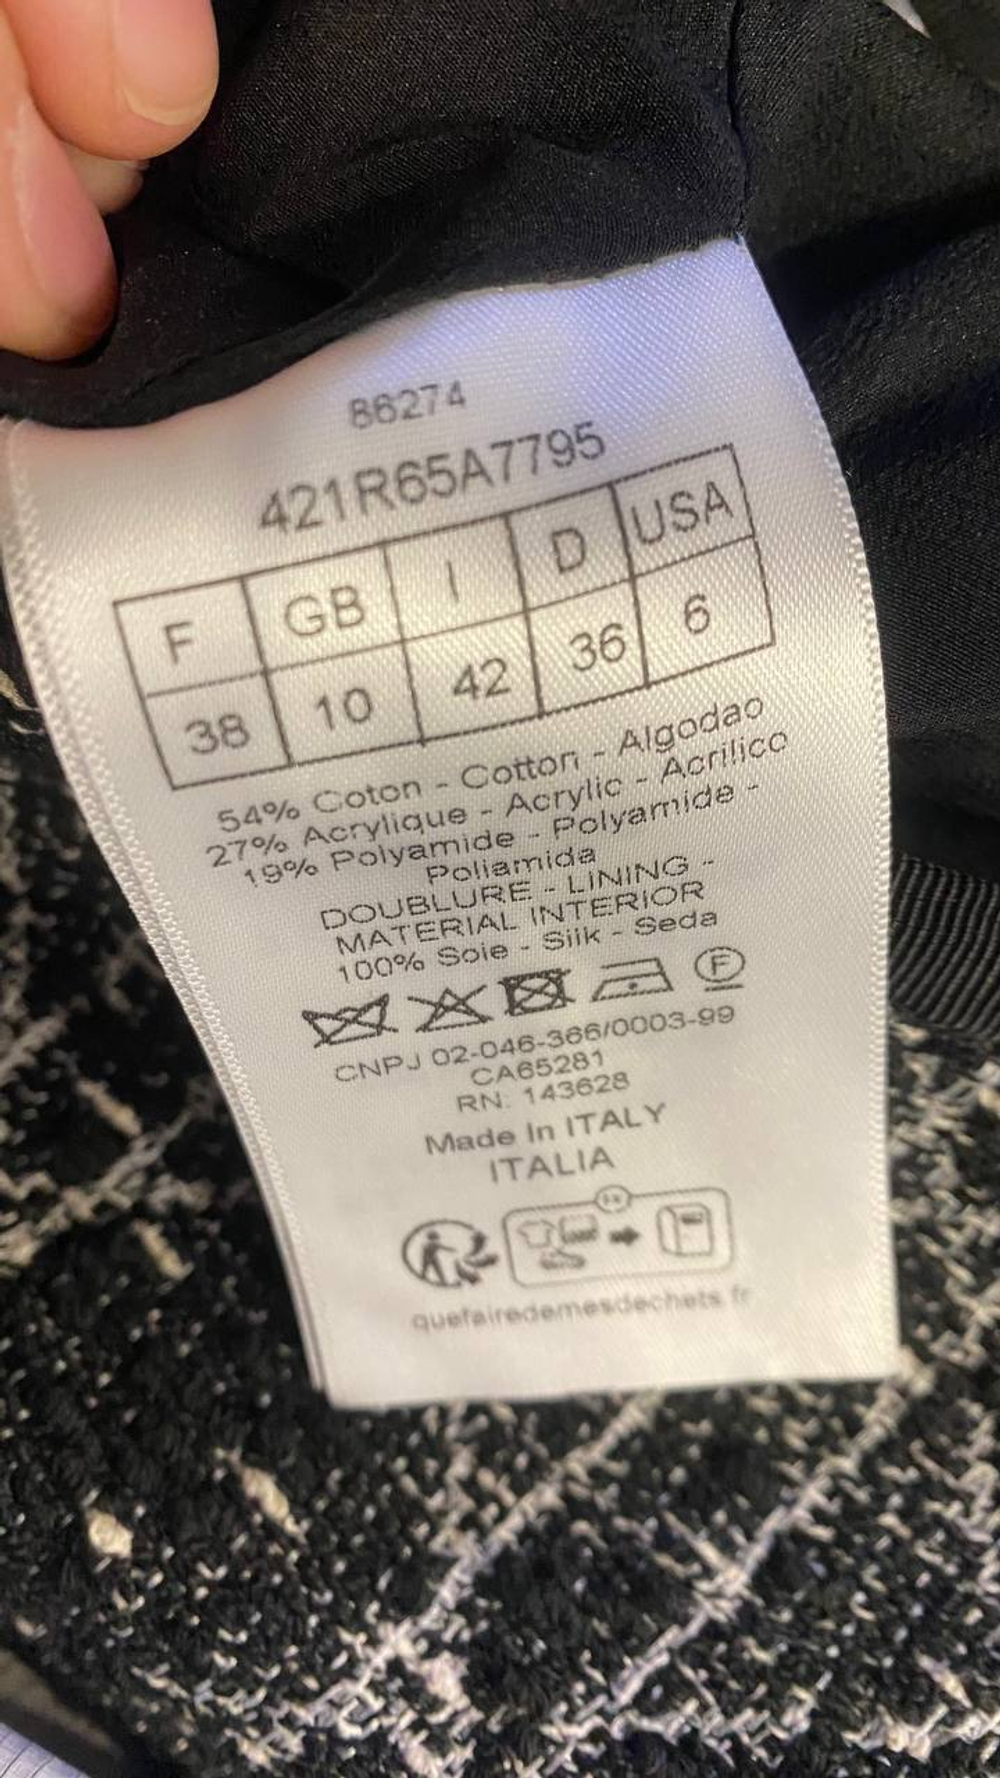 86274
421R65A7795
F GB I D USA
38 10 42 36 6
54% Coton - Cotton - Algodao
27% Acrylique - Acrylic - Acrilico
19% Polyamide - Polyamide -
Poliamida
DOUBLURE - LINING -
MATERIAL INTERIOR
100% Soie - Silk - Seda
F
CNPJ 02-046-366/0003-99
CA65281
RN: 143628
Made In ITALY
ITALIA
quefairedemesdechets.fr